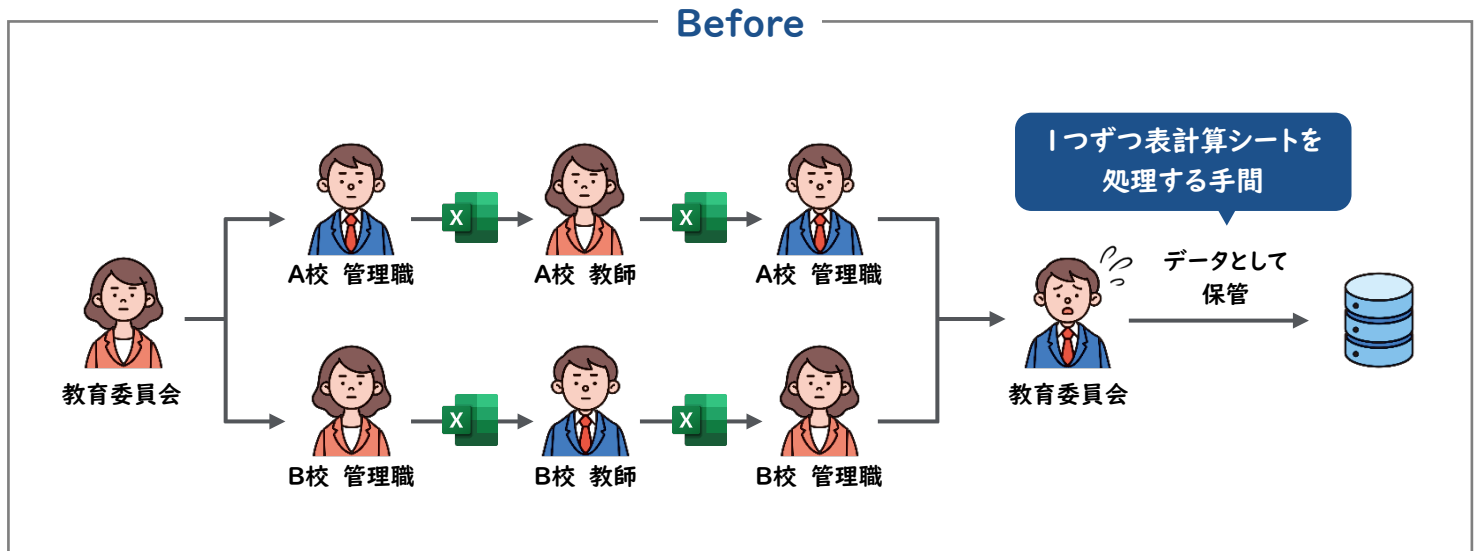 Before
1つずつ表計算シートを
処理する手間
A校 管理職
X
A校 教師
X
A校 管理職
データとして
保管
教育委員会
教育委員会
B校 管理職
X
B校 教師
X
B校 管理職